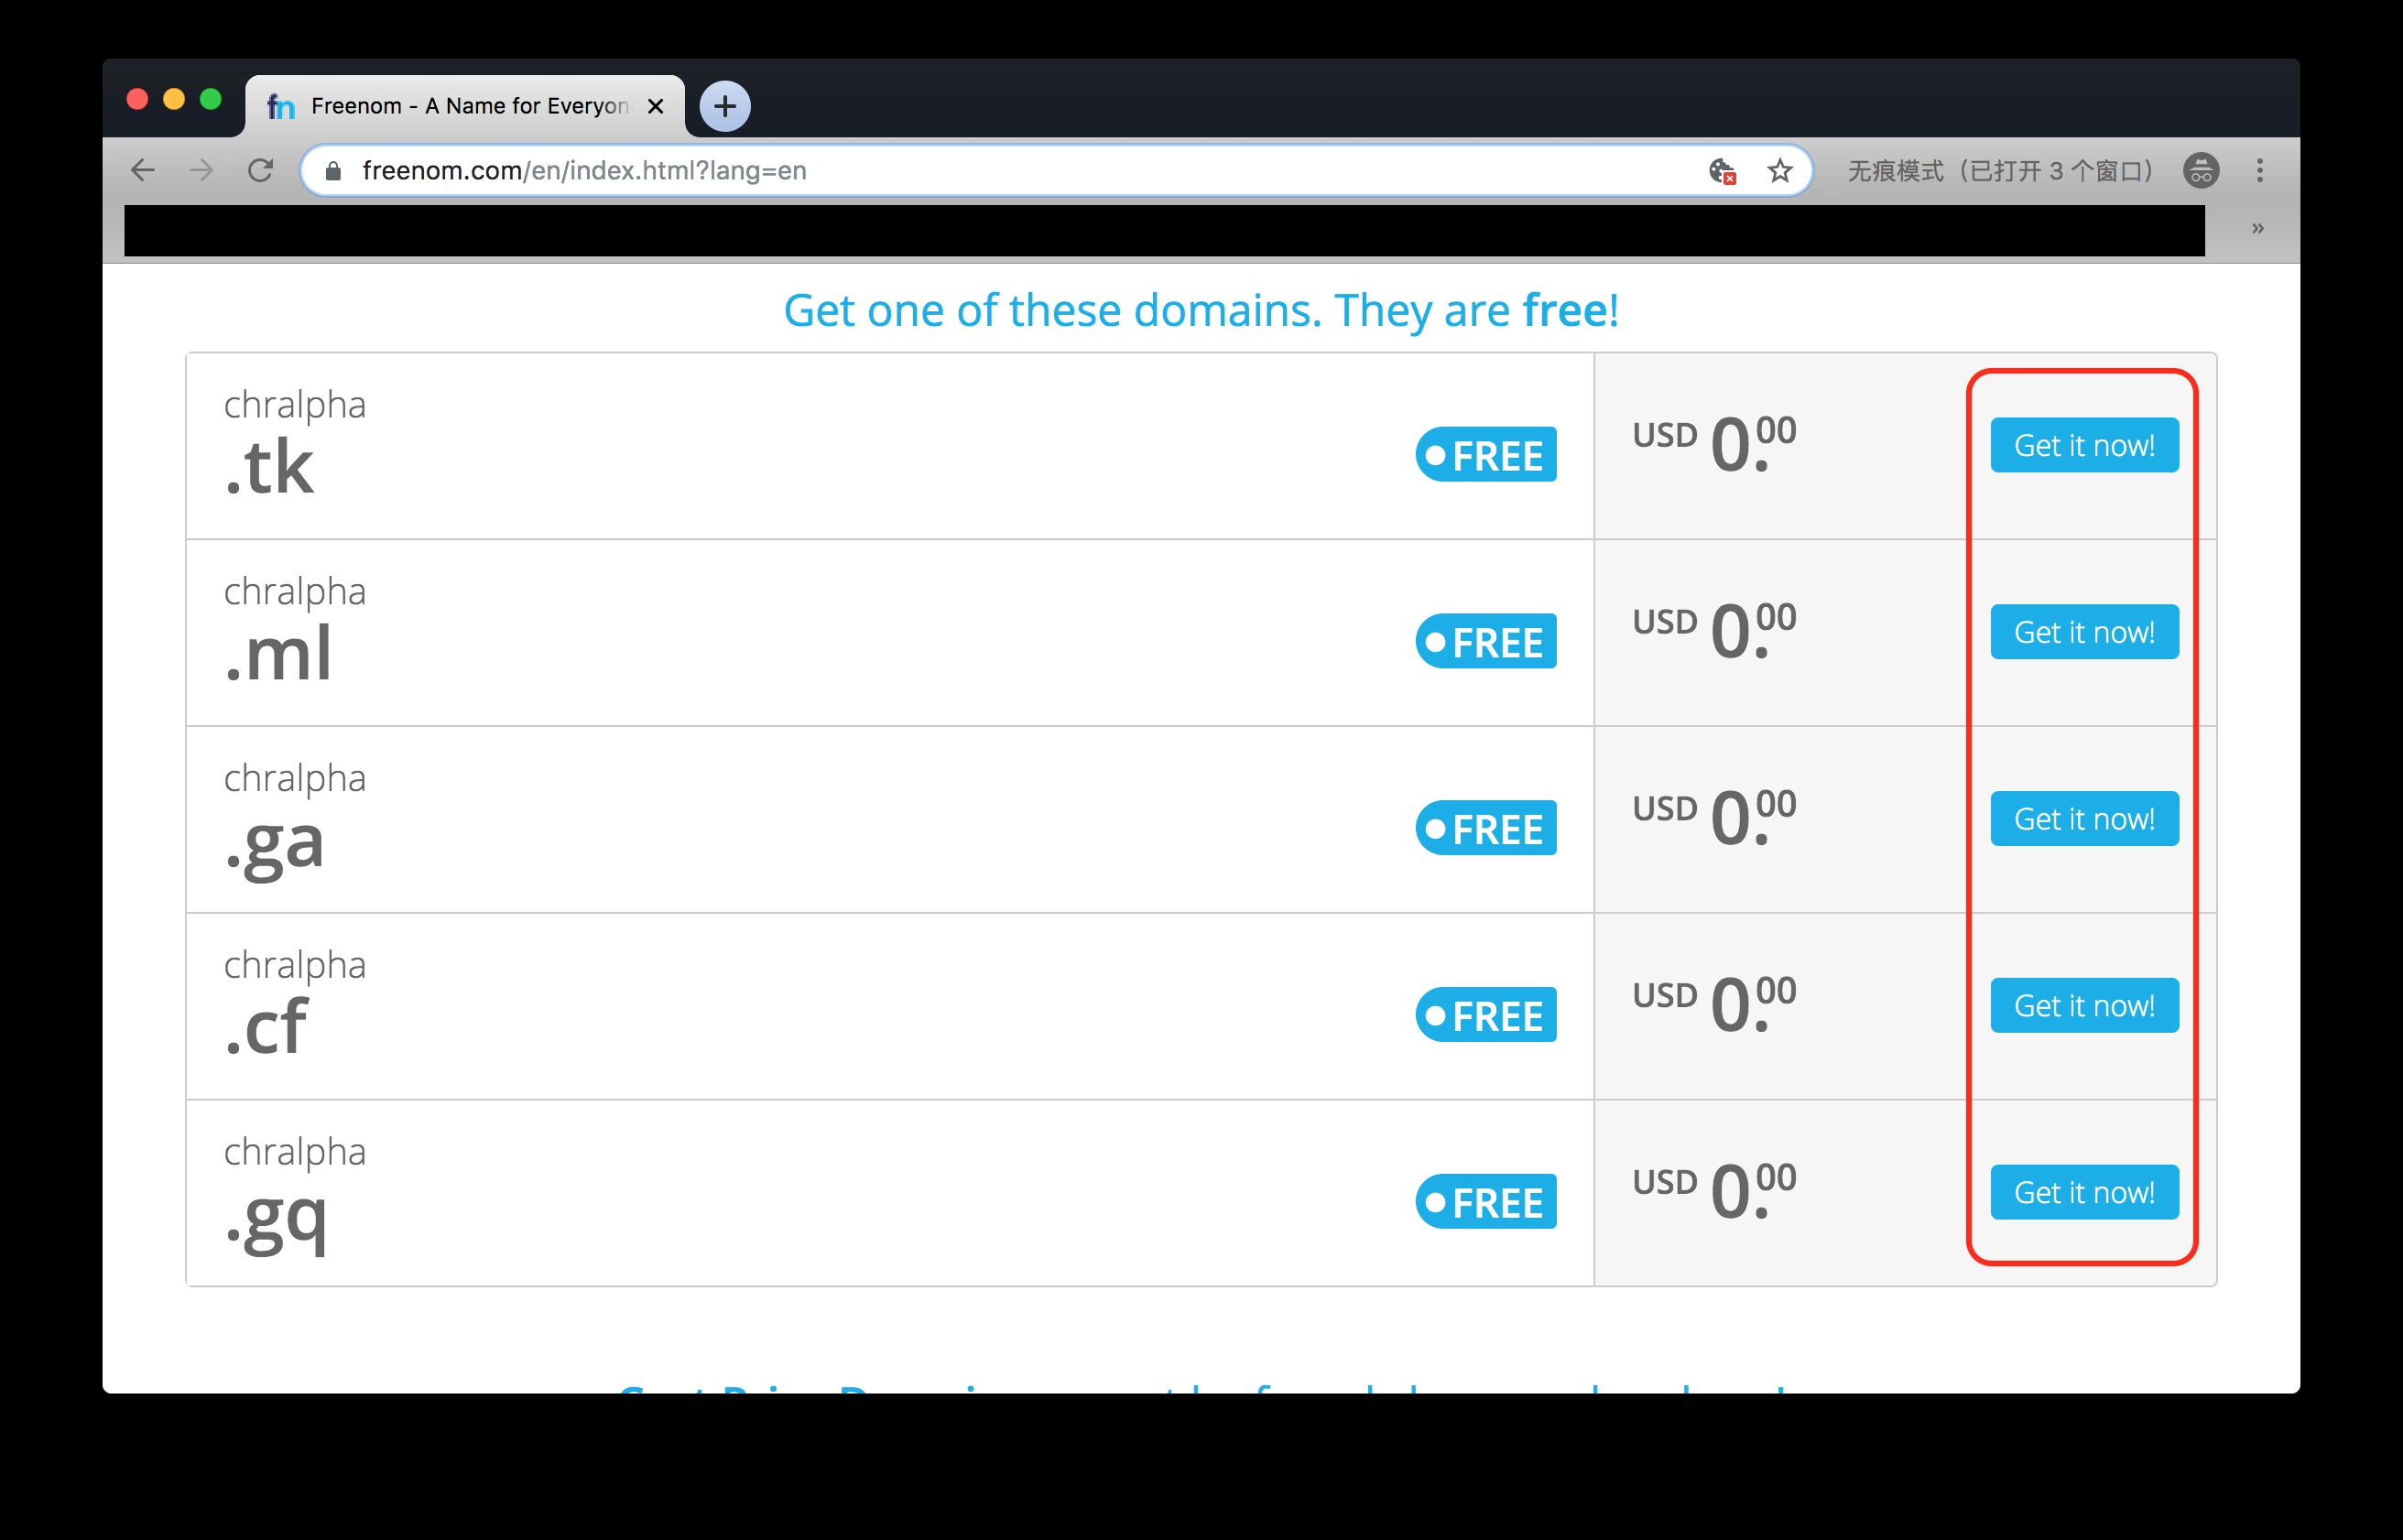 fn Freenom - A Name for Everyon
freenom.com/en/index.html?lang=en
无痕模式（已打开 3 个窗口）
»
Get one of these domains. They are free!
chralpha
.tk
FREE
USD 0.00
Get it now!
chralpha
.ml
FREE
USD 0.00
Get it now!
chralpha
.ga
FREE
USD 0.00
Get it now!
chralpha
.cf
FREE
USD 0.00
Get it now!
chralpha
.gq
FREE
USD 0.00
Get it now!